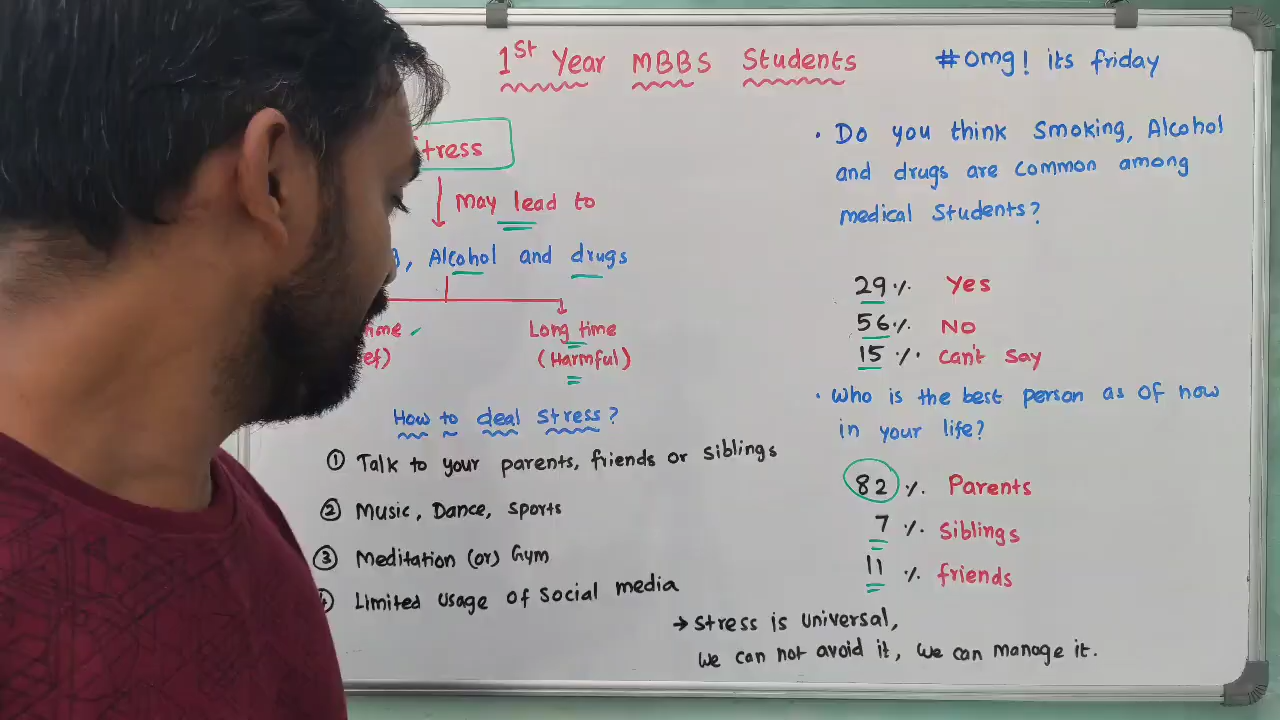 1st Year MBBS Students
#omg! its friday
tress
May lead to
, Alcohol and drugs
Long time
(Harmful)
How to deal stress?
① Talk to your parents, friends or siblings
② Music, Dance, sports
③ Meditation (or) Gym
Limited usage of social media
• Do you think Smoking, Alcohol
and drugs are common among
medical students?
29% Yes
56% No
15% can't say
• Who is the best person as of now
in your life?
82% Parents
7% Siblings
11% friends
→ stress is universal,
we can not avoid it, we can manage it.